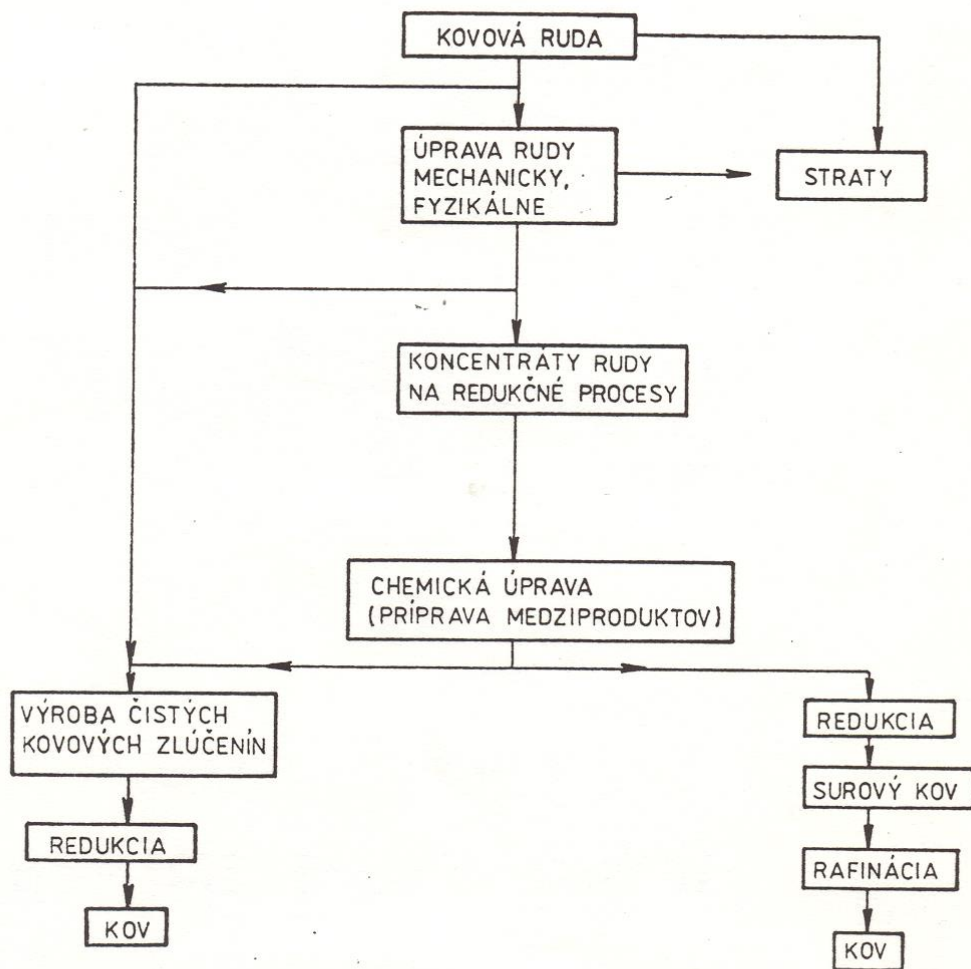 KOVOVÁ RUDA
ÚPRAVA RUDY
MECHANICKY,
FYZIKÁLNE
STRATY
KONCENTRÁTY RUDY
NA REDUKČNÉ PROCESY
CHEMICKÁ ÚPRAVA
(PRÍPRAVA MEDZIPRODUKTOV)
VÝROBA ČISTÝCH
KOVOVÝCH ZLÚČENÍN
REDUKCIA
KOV
REDUKCIA
SUROVÝ KOV
RAFINÁCIA
KOV